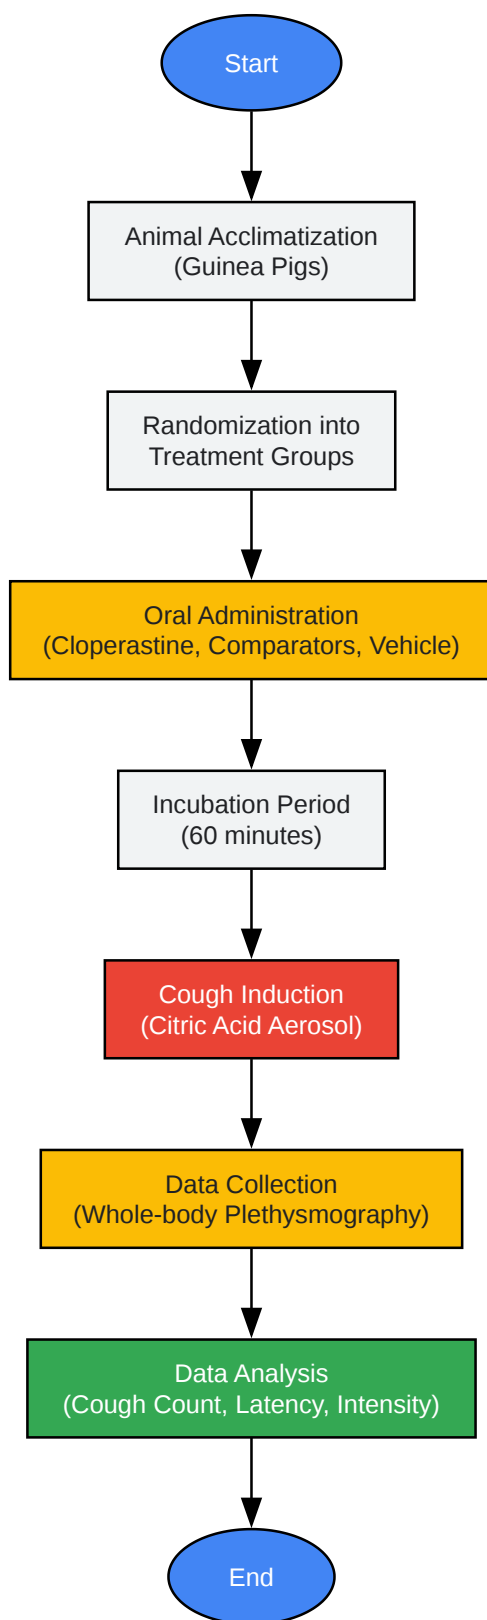 Start
Animal Acclimatization
(Guinea Pigs)
Randomization into
Treatment Groups
Oral Administration
(Cloperastine, Comparators, Vehicle)
Incubation Period
(60 minutes)
Cough Induction
(Citric Acid Aerosol)
Data Collection
(Whole-body Plethysmography)
Data Analysis
(Cough Count, Latency, Intensity)
End